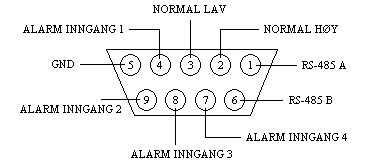 NORMAL LAV
ALARM INNGANG 1
NORMAL HØY
GND
5 4 3 2 1
RS-485 A
ALARM INNGANG 2
9 8 7 6
RS-485 B
ALARM INNGANG 4
ALARM INNGANG 3